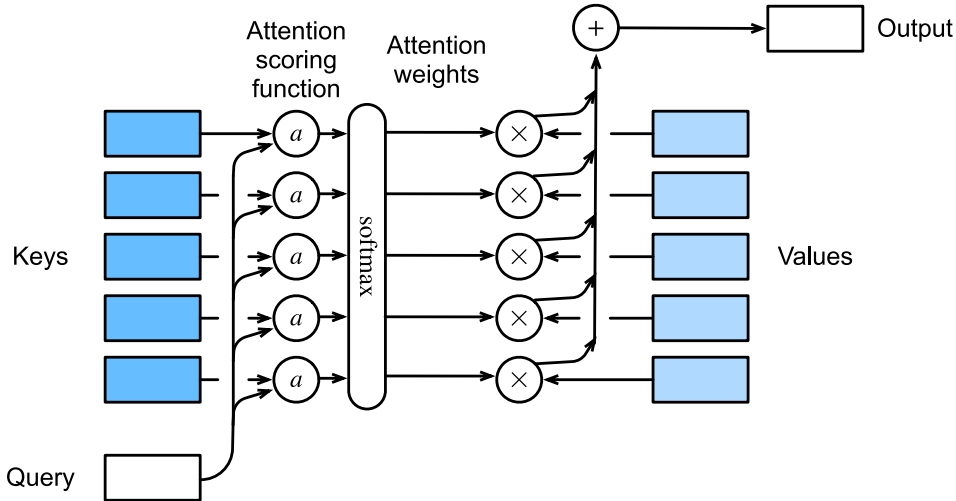 Attention
scoring
function
Attention
weights
+
Output
a
×
a
×
Keys
a
softmax
×
Values
a
×
a
×
Query